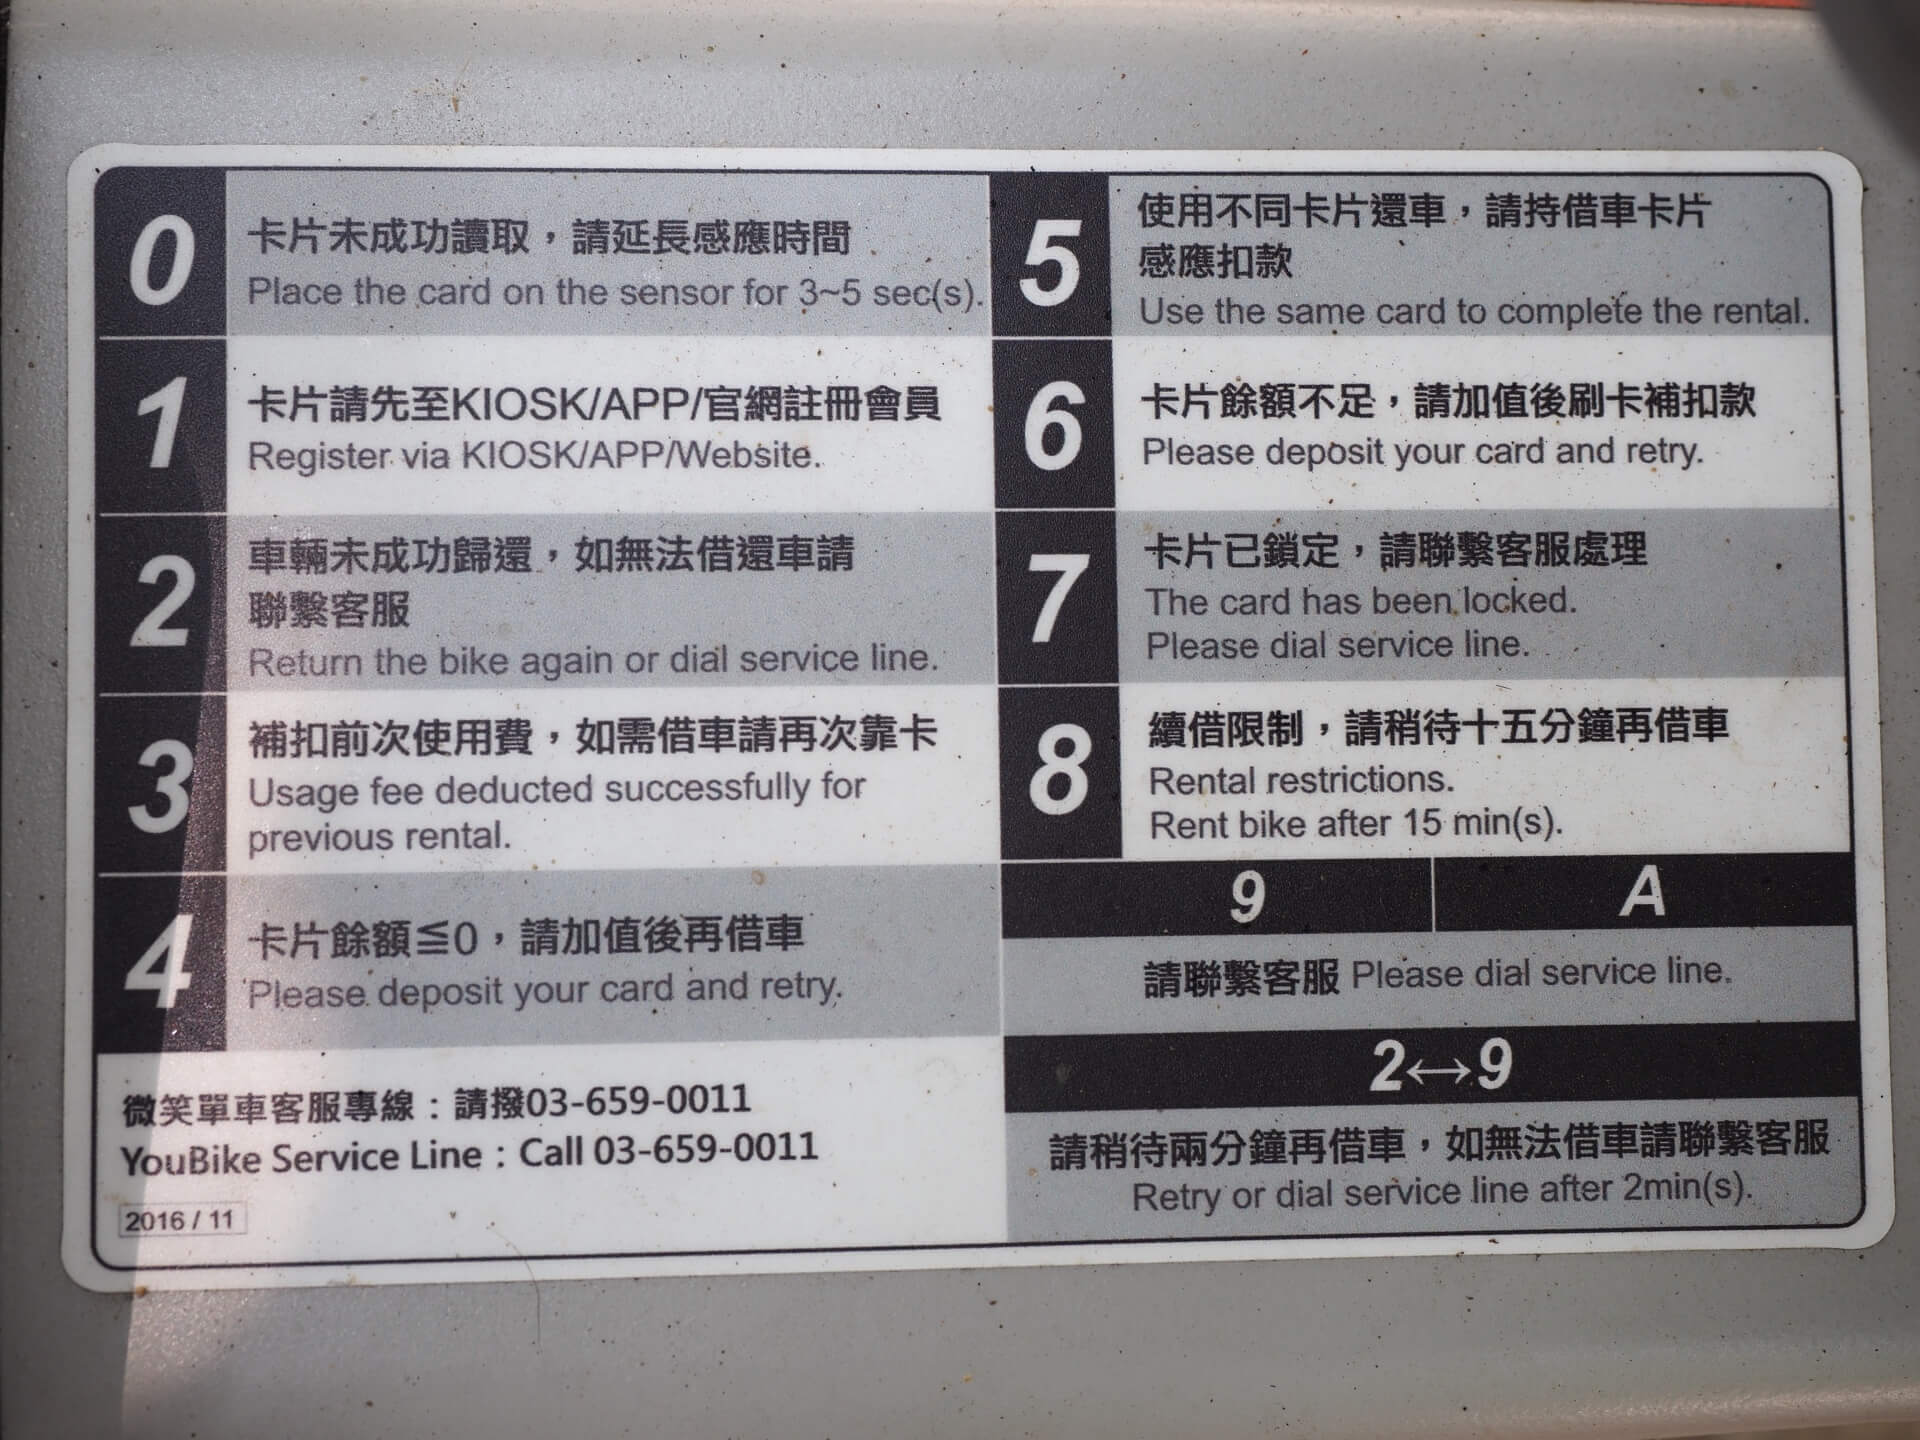 0
卡片未成功讀取，請延長感應時間
Place the card on the sensor for 3~5 sec(s).
1
卡片請先至KIOSK/APP/官網註冊會員
Register via KIOSK/APP/Website.
2
車輛未成功歸還，如無法借還車請
聯繫客服
Return the bike again or dial service line.
3
補扣前次使用費，如需借車請再次靠卡
Usage fee deducted successfully for
previous rental.
4
卡片餘額≦0，請加值後再借車
Please deposit your card and retry.
微笑單車客服專線：請撥03-659-0011
YouBike Service Line：Call 03-659-0011
2016 / 11
5
使用不同卡片還車，請持借車卡片
感應扣款
Use the same card to complete the rental.
6
卡片餘額不足，請加值後刷卡補扣款
Please deposit your card and retry.
7
卡片已鎖定，請聯繫客服處理
The card has been locked.
Please dial service line.
8
續借限制，請稍待十五分鐘再借車
Rental restrictions.
Rent bike after 15 min(s).
9 A
請聯繫客服 Please dial service line.
2↔9
請稍待兩分鐘再借車，如無法借車請聯繫客服
Retry or dial service line after 2min(s).